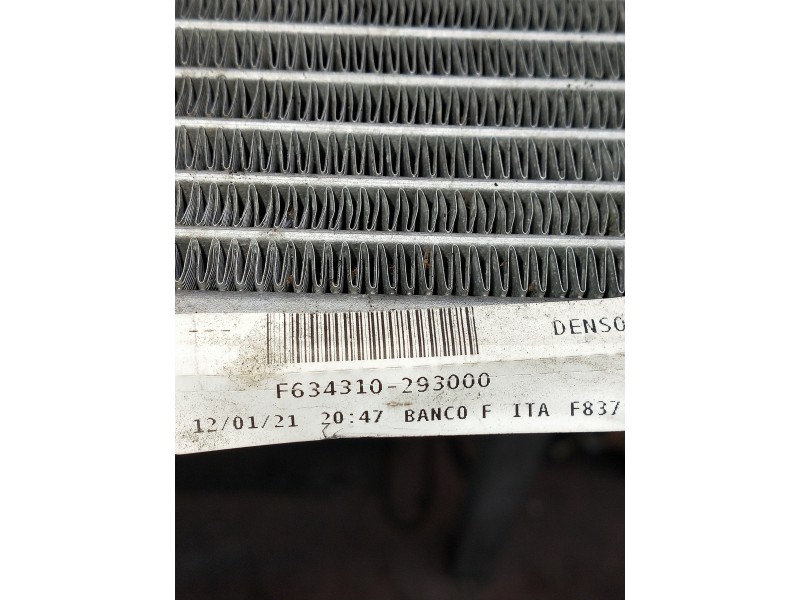 --- DENSO
F634310-293000
12/01/21 20:47 BANCO F ITA F837